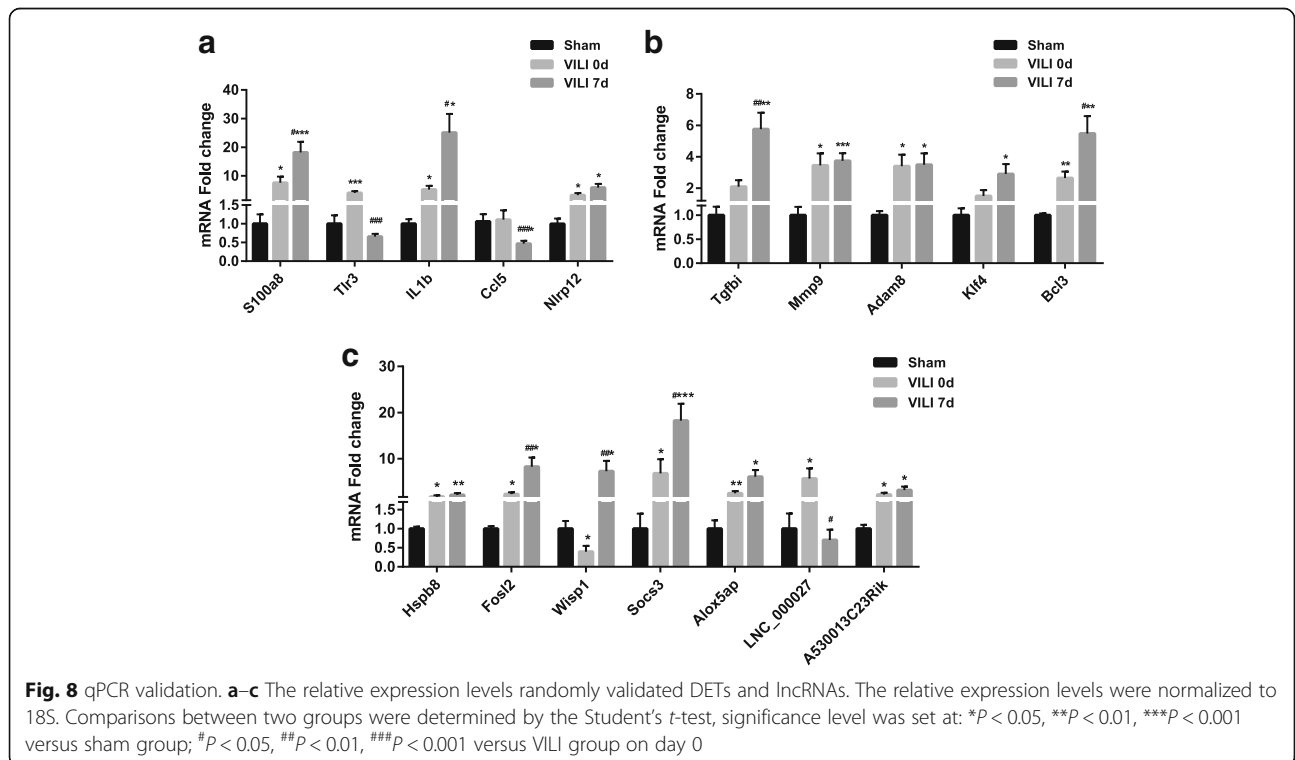 a
Sham
VILI 0d
VILI 7d
mRNA Fold change
40
30
20
10
1.5
1.0
0.5
0.0
* #*** *** ### * #* ###* * *
S100a8 Tlr3 IL1b Ccl5 Nlrp12
b
Sham
VILI 0d
VILI 7d
mRNA Fold change
8
6
4
2
1.0
0.5
0.0
##** * *** * * * ** #**
Tgfbi Mmp9 Adam8 Klf4 Bcl3
c
Sham
VILI 0d
VILI 7d
mRNA Fold change
30
20
10
1.5
1.0
0.5
0.0
* ** * ##* * ##* * #*** ** * * # * *
Hspb8 Fosl2 Wisp1 Socs3 Alox5ap LNC_000027 A530013C23Rik
Fig. 8 qPCR validation. a–c The relative expression levels randomly validated DETs and lncRNAs. The relative expression levels were normalized to
18S. Comparisons between two groups were determined by the Student's t-test, significance level was set at: *P < 0.05, **P < 0.01, ***P < 0.001
versus sham group; #P < 0.05, ##P < 0.01, ###P < 0.001 versus VILI group on day 0